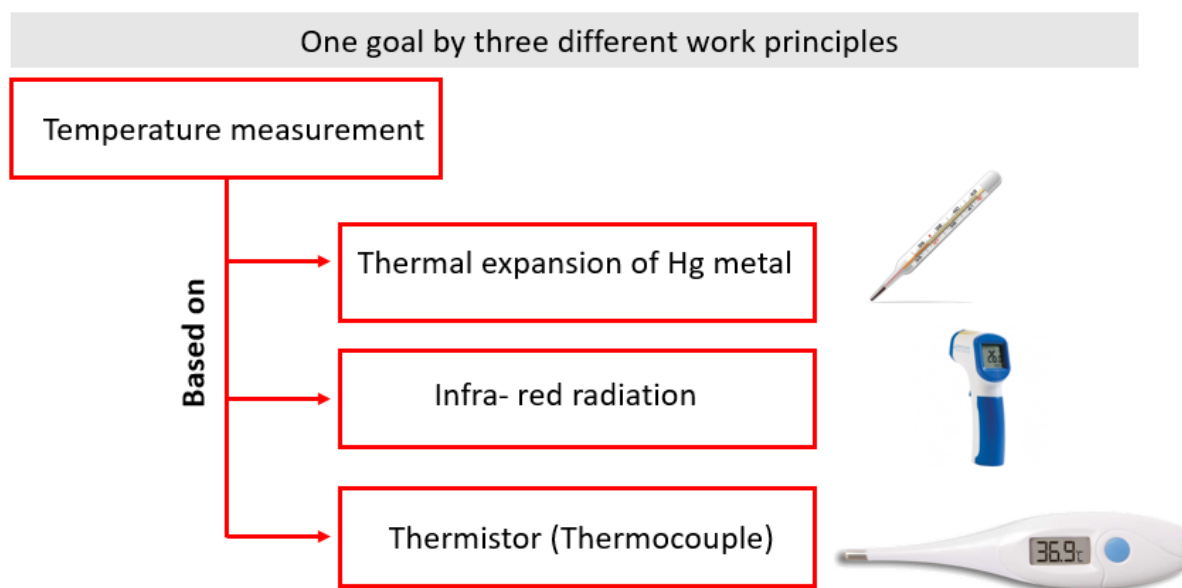 One goal by three different work principles
Temperature measurement
Based on
Thermal expansion of Hg metal
Infra- red radiation
Thermistor (Thermocouple)
36.9℃